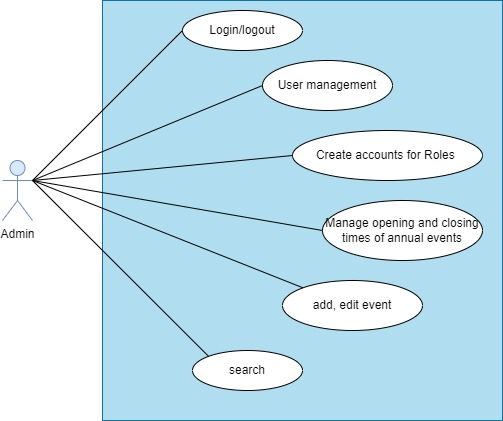 Login/logout
User management
Create accounts for Roles
Manage opening and closing
times of annual events
Admin
add, edit event
search